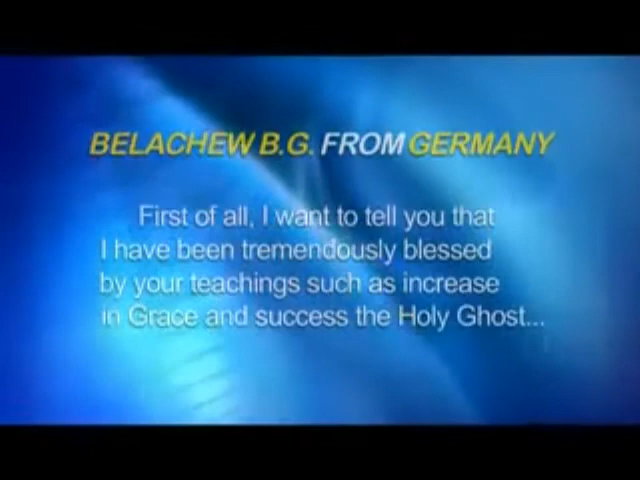 BELACHEW B.G. FROM GERMANY
First of all, I want to tell you that
I have been tremendously blessed
by your teachings such as increase
in Grace and success the Holy Ghost...